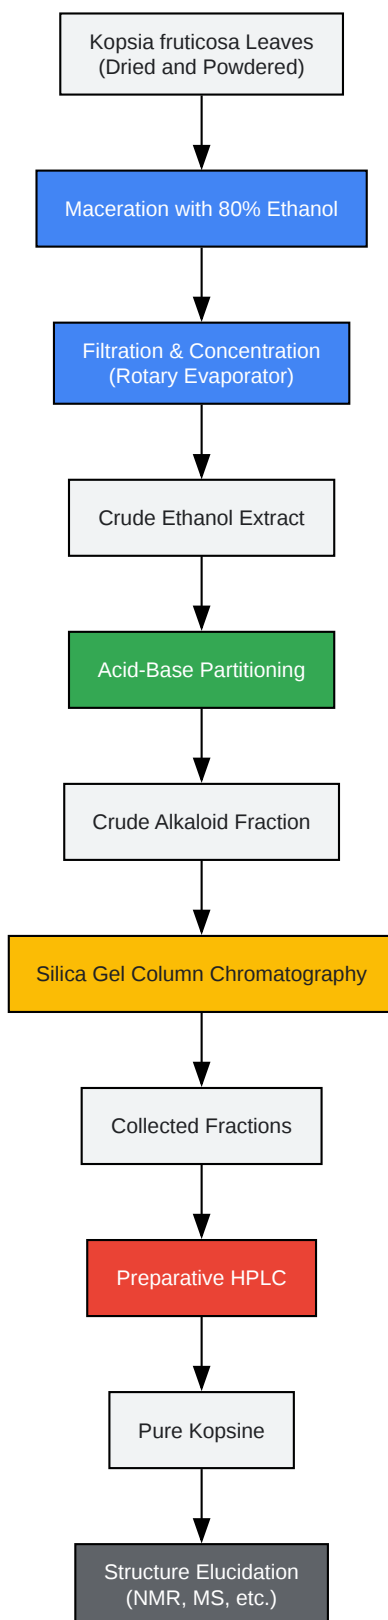 Kopsia fruticosa Leaves
(Dried and Powdered)
Maceration with 80% Ethanol
Filtration & Concentration
(Rotary Evaporator)
Crude Ethanol Extract
Acid-Base Partitioning
Crude Alkaloid Fraction
Silica Gel Column Chromatography
Collected Fractions
Preparative HPLC
Pure Kopsine
Structure Elucidation
(NMR, MS, etc.)